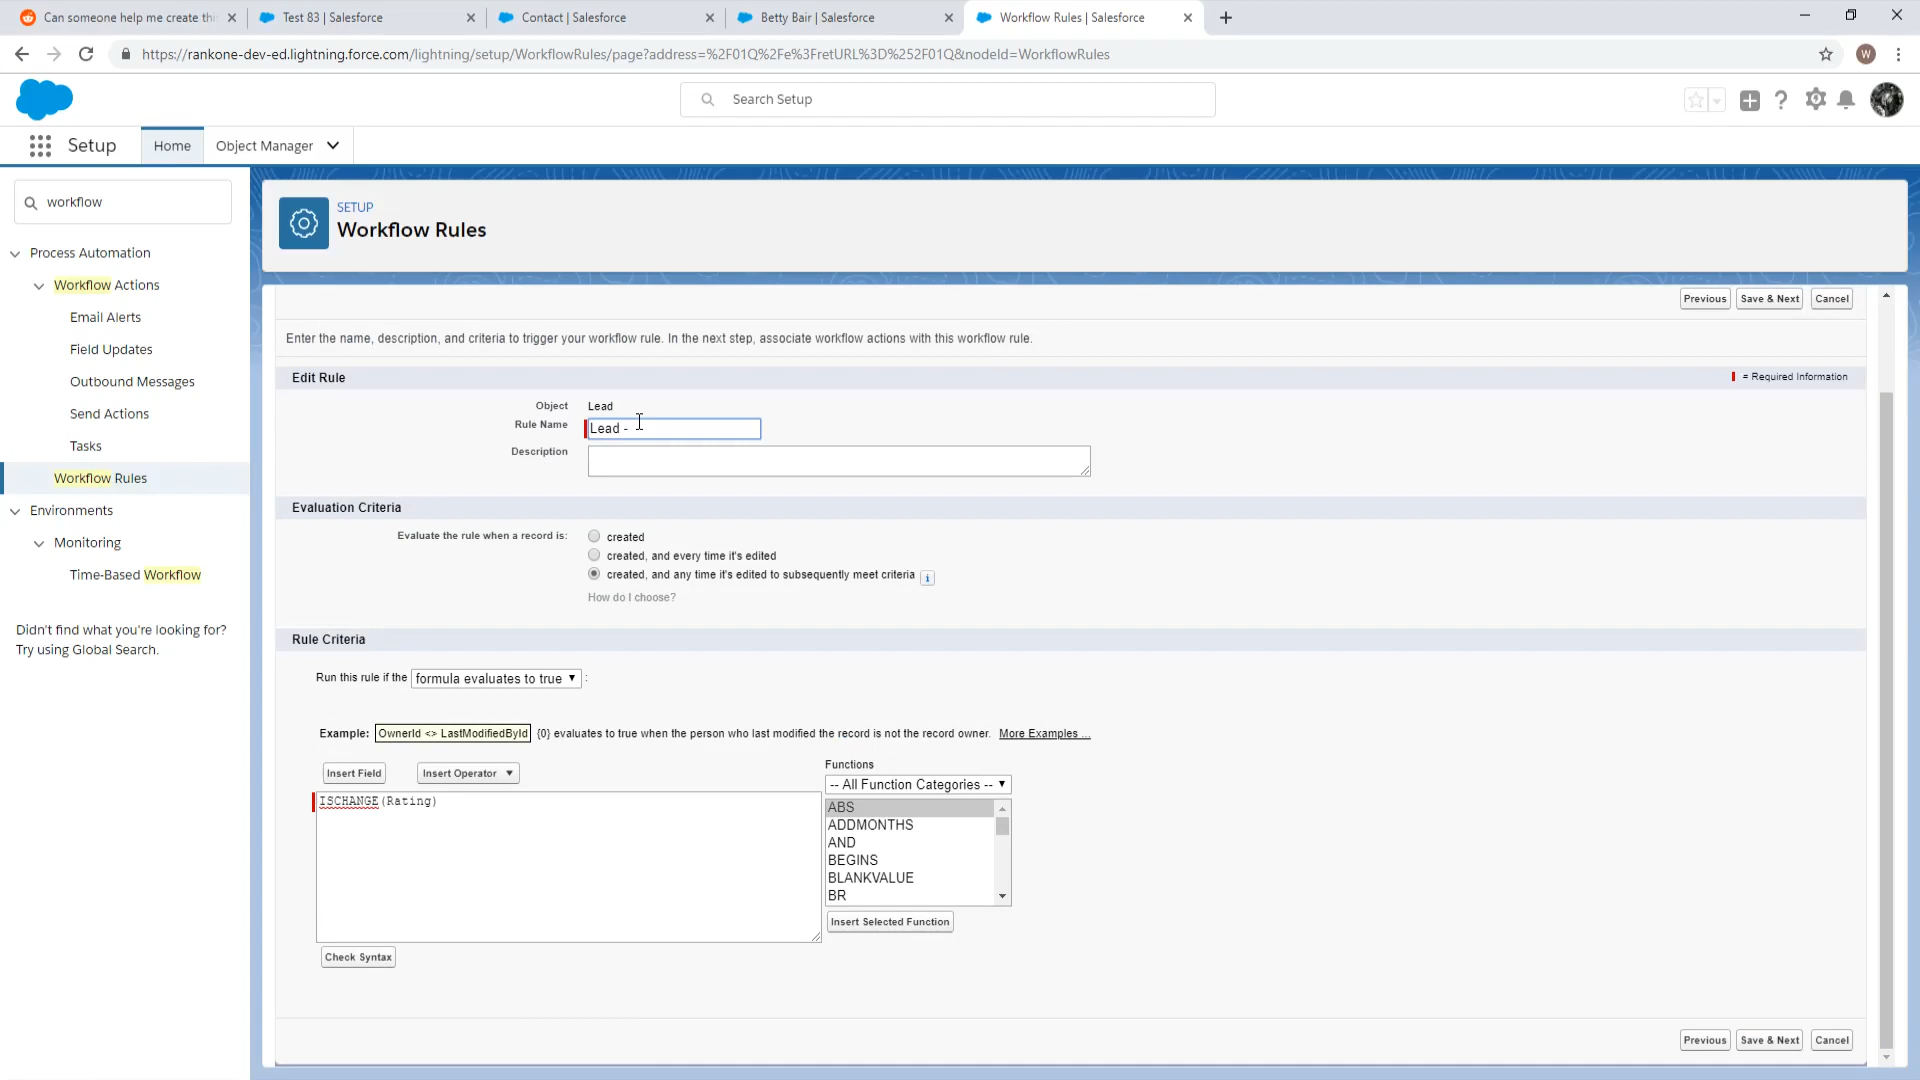 Can someone help me create thi
Test 83 | Salesforce
Contact | Salesforce
Betty Bair | Salesforce
Workflow Rules | Salesforce
https://rankone-dev-ed.lightning.force.com/lightning/setup/WorkflowRules/page?address=%2F01Q%2Fe%3FretURL%3D%252F01Q&nodeId=WorkflowRules
W
Search Setup
Setup
Home
Object Manager
workflow
Process Automation
Workflow Actions
Email Alerts
Field Updates
Outbound Messages
Send Actions
Tasks
Workflow Rules
Environments
Monitoring
Time-Based Workflow
Didn't find what you're looking for?
Try using Global Search.
SETUP
Workflow Rules
Previous
Save & Next
Cancel
Enter the name, description, and criteria to trigger your workflow rule. In the next step, associate workflow actions with this workflow rule.
Edit Rule
= Required Information
Object
Lead
Rule Name
Lead -
Description
Evaluation Criteria
Evaluate the rule when a record is:
created
created, and every time it's edited
created, and any time it's edited to subsequently meet criteria
i
How do I choose?
Rule Criteria
Run this rule if the
formula evaluates to true
:
Example: OwnerId <> LastModifiedById {0} evaluates to true when the person who last modified the record is not the record owner. More Examples ...
Insert Field
Insert Operator
Functions
-- All Function Categories --
ISCHANGE(Rating)
ABS
ADDMONTHS
AND
BEGINS
BLANKVALUE
BR
Insert Selected Function
Check Syntax
Previous
Save & Next
Cancel